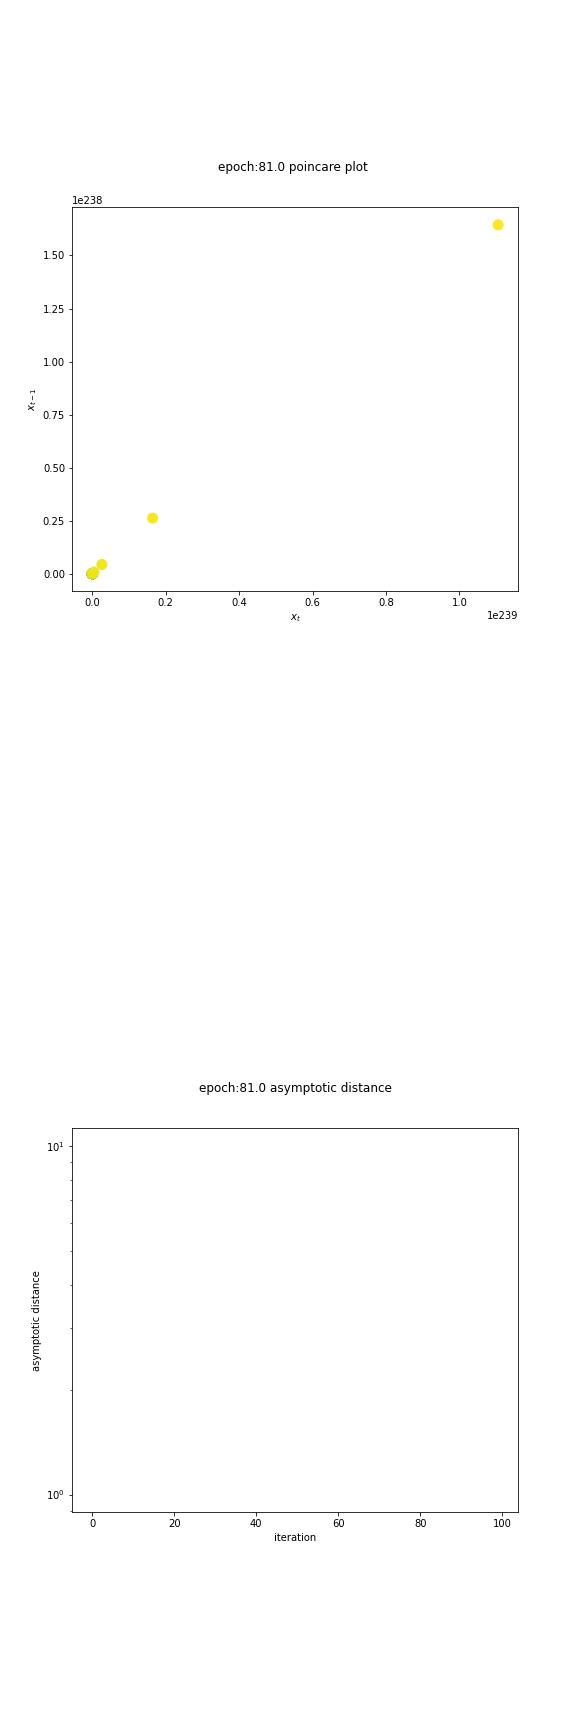 epoch:81.0 poincare plot
1e238
1.50
1.25
1.00
0.75
0.50
0.25
0.00
x_{t-1}
0.0 0.2 0.4 0.6 0.8 1.0
x_t
1e239
epoch:81.0 asymptotic distance
10^1
10^0
asymptotic distance
0 20 40 60 80 100
iteration